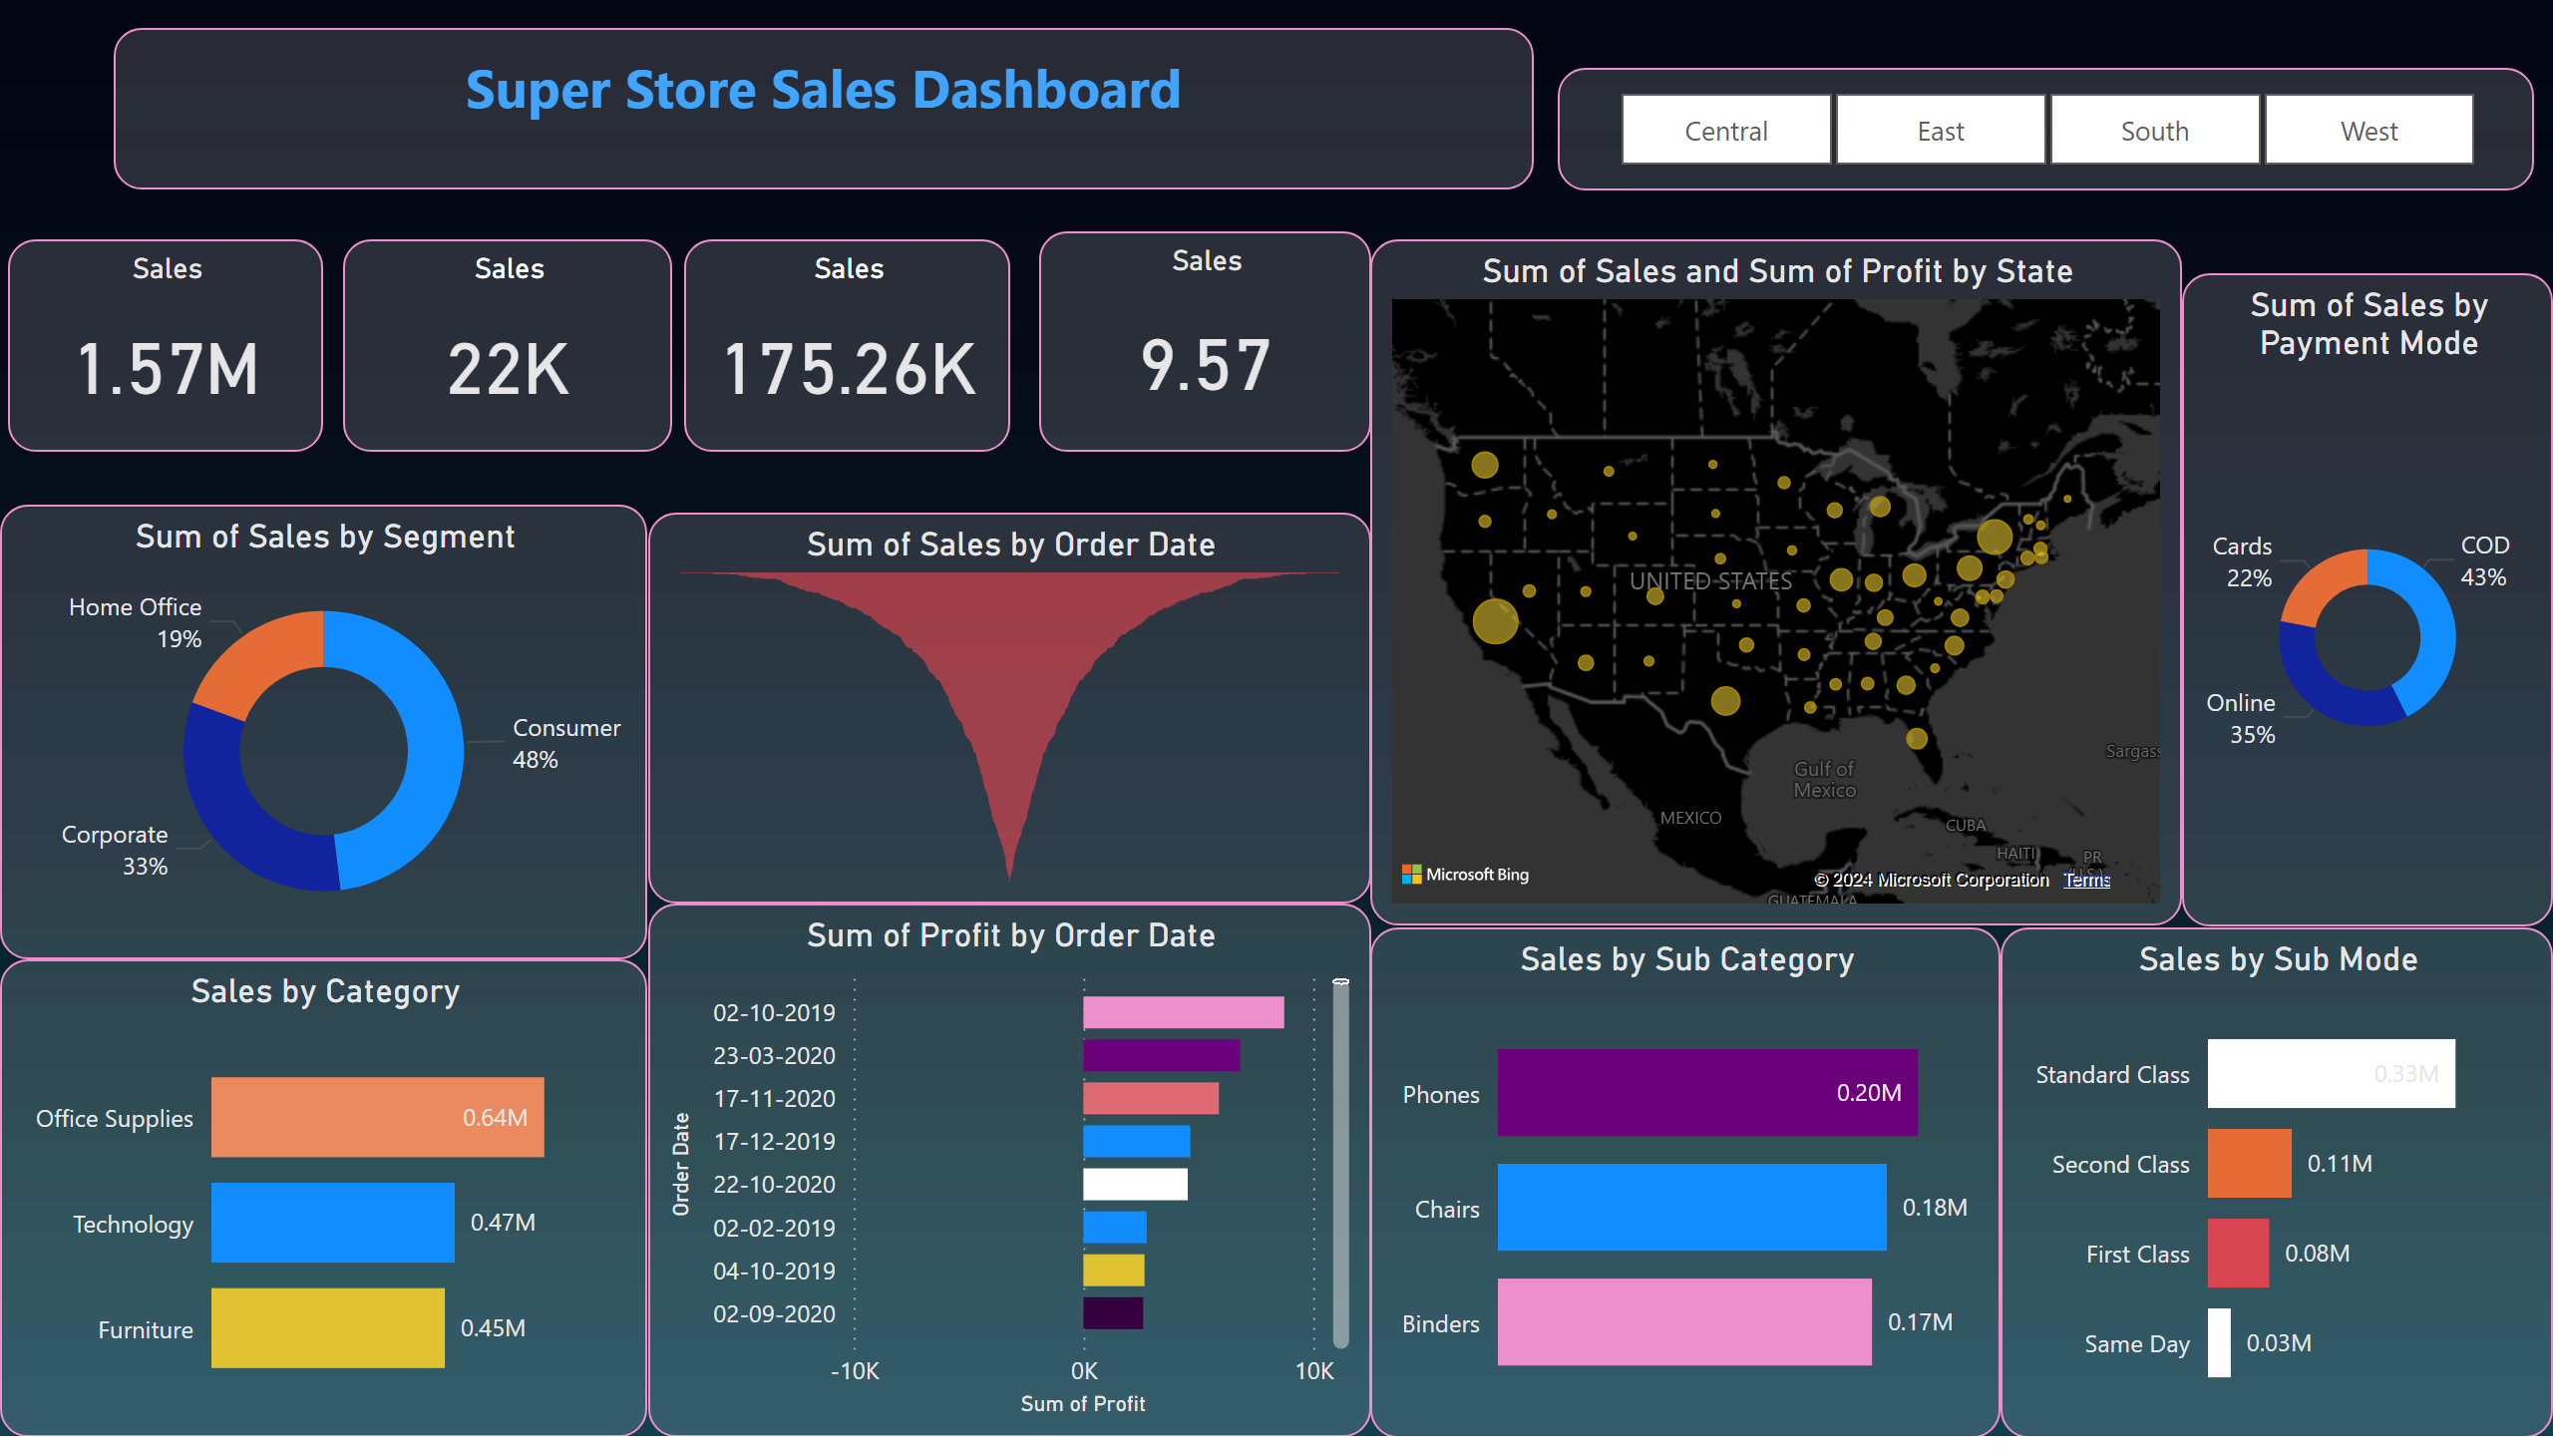 Super Store Sales Dashboard
Central
East
South
West
Sales
1.57M
Sales
22K
Sales
175.26K
Sales
9.57
Sum of Sales by Segment
Home Office
19%
Consumer
48%
Corporate
33%
Sum of Sales by Order Date
Sum of Sales and Sum of Profit by State
UNITED STATES
Sargass
Gulf of
Mexico
MEXICO
CUBA
HAITI
PR
(U.S.)
Microsoft Bing
© 2024 Microsoft Corporation Terms
GUATEMALA
Sum of Sales by
Payment Mode
Cards
22%
COD
43%
Online
35%
Sales by Category
Office Supplies
0.64M
Technology
0.47M
Furniture
0.45M
Sum of Profit by Order Date
Order Date
02-10-2019
23-03-2020
17-11-2020
17-12-2019
22-10-2020
02-02-2019
04-10-2019
02-09-2020
-10K
0K
10K
Sum of Profit
Sales by Sub Category
Phones
0.20M
Chairs
0.18M
Binders
0.17M
Sales by Sub Mode
Standard Class
0.33M
Second Class
0.11M
First Class
0.08M
Same Day
0.03M